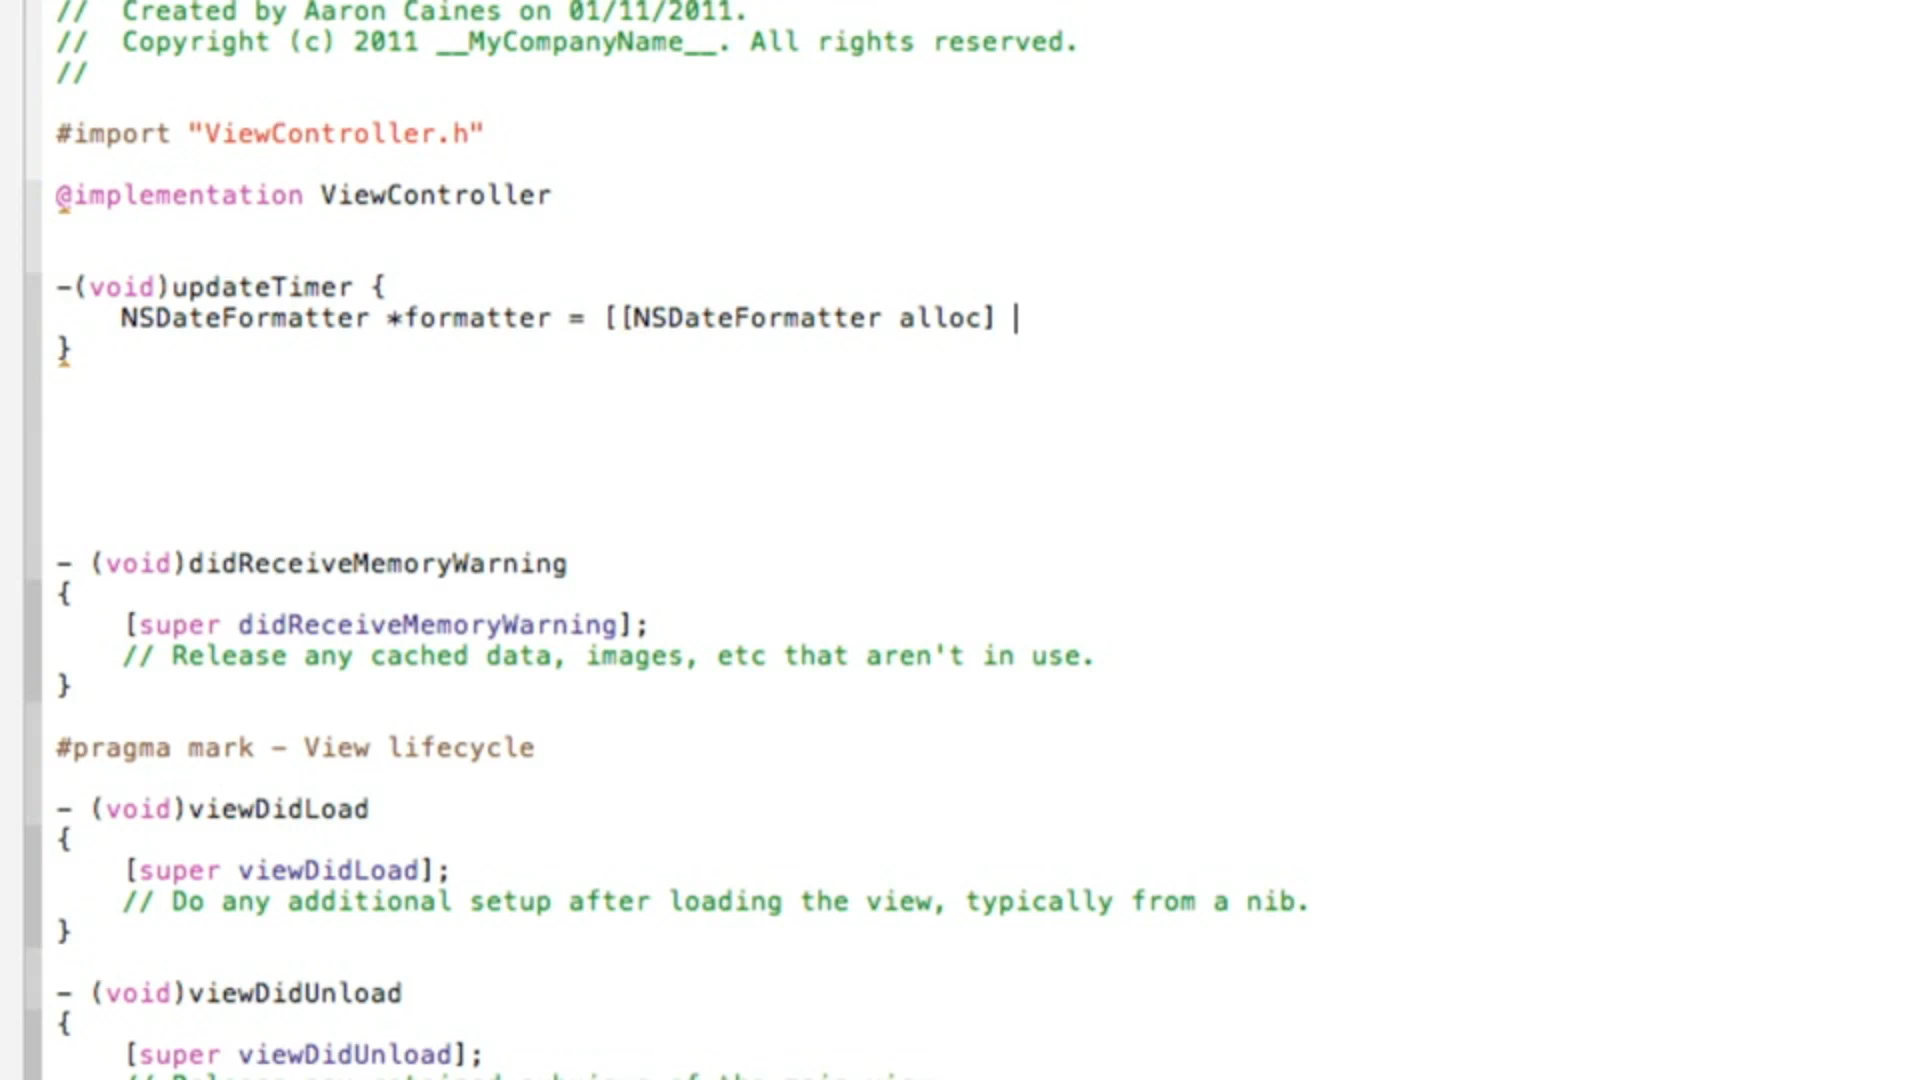 //  Created by Aaron Caines on 01/11/2011.
//  Copyright (c) 2011 __MyCompanyName__. All rights reserved.
//
#import "ViewController.h"
@implementation ViewController
-(void)updateTimer {
    NSDateFormatter *formatter = [[NSDateFormatter alloc]
}
- (void)didReceiveMemoryWarning
{
    [super didReceiveMemoryWarning];
    // Release any cached data, images, etc that aren't in use.
}
#pragma mark - View lifecycle
- (void)viewDidLoad
{
    [super viewDidLoad];
    // Do any additional setup after loading the view, typically from a nib.
}
- (void)viewDidUnload
{
    [super viewDidUnload];